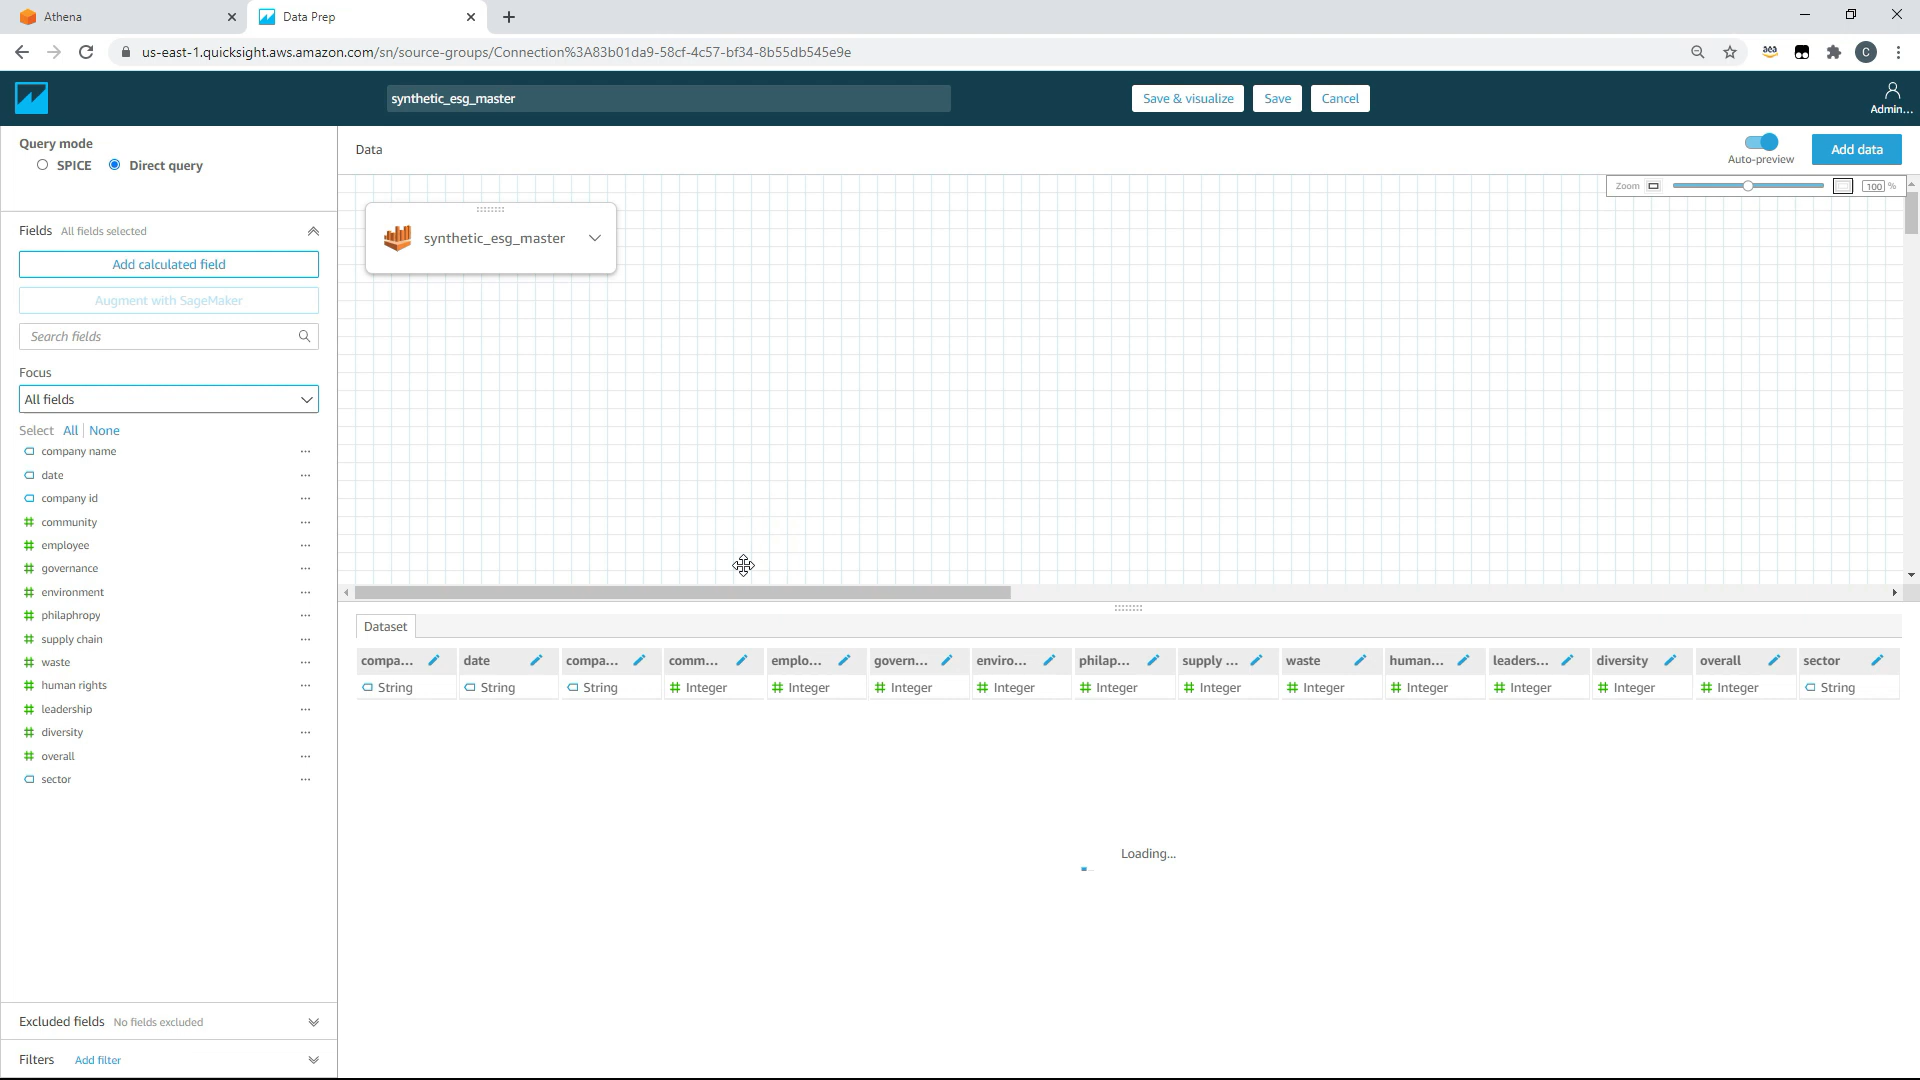 Athena
Data Prep
us-east-1.quicksight.aws.amazon.com/sn/source-groups/Connection%3A83b01da9-58cf-4c57-bf34-8b55db545e9e
aws
C
synthetic_esg_master
Save & visualize
Save
Cancel
Admin...
Query mode
SPICE
Direct query
Data
Auto-preview
Add data
Zoom
100 %
Fields All fields selected
Add calculated field
Augment with SageMaker
Search fields
Focus
All fields
Select All None
company name ...
date ...
company id ...
community ...
employee ...
governance ...
environment ...
philaphropy ...
supply chain ...
waste ...
human rights ...
leadership ...
diversity ...
overall ...
sector ...
Excluded fields No fields excluded
Filters Add filter
synthetic_esg_master
Dataset
compa... date compa... comm... emplo... govern... enviro... philap... supply ... waste human... leaders... diversity overall sector
String String String Integer Integer Integer Integer Integer Integer Integer Integer Integer Integer Integer String
Loading...